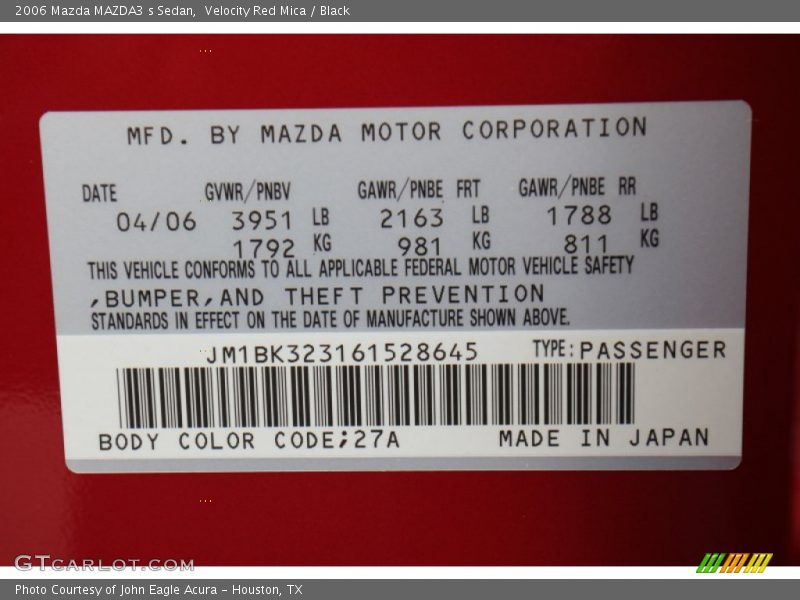 2006 Mazda MAZDA3 s Sedan, Velocity Red Mica / Black
MFD. BY MAZDA MOTOR CORPORATION
DATE GVWR/PNBV GAWR/PNBE FRT GAWR/PNBE RR
04/06 3951 LB 2163 LB 1788 LB
1792 KG 981 KG 811 KG
THIS VEHICLE CONFORMS TO ALL APPLICABLE FEDERAL MOTOR VEHICLE SAFETY
,BUMPER,AND THEFT PREVENTION
STANDARDS IN EFFECT ON THE DATE OF MANUFACTURE SHOWN ABOVE.
JM1BK323161528645 TYPE:PASSENGER
BODY COLOR CODE;27A MADE IN JAPAN
GTCARLOT.COM
Photo Courtesy of John Eagle Acura - Houston, TX